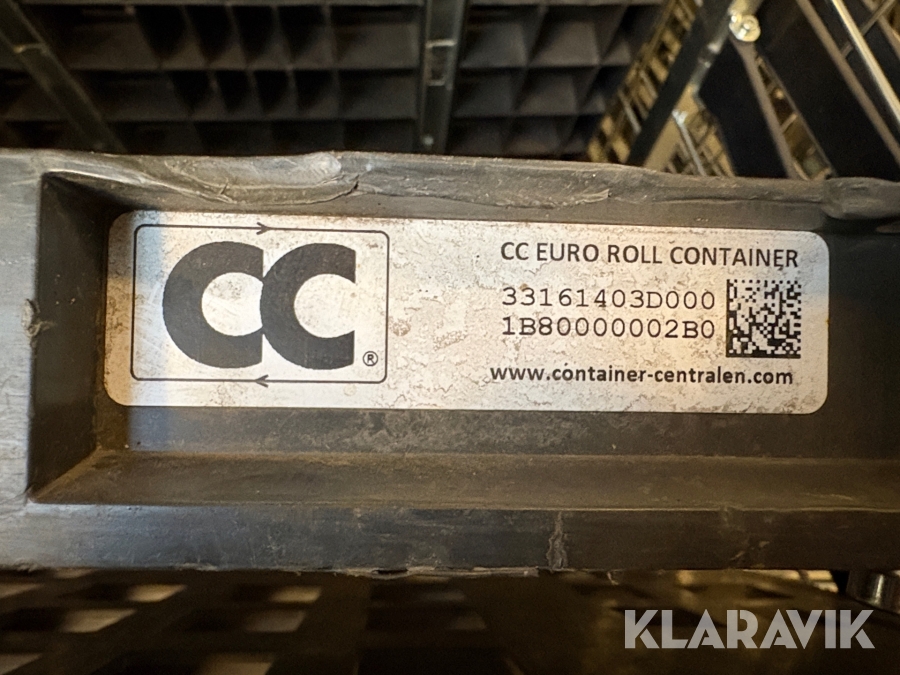 CC®
CC EURO ROLL CONTAINER
33161403D000
1B80000002B0
www.container-centralen.com
KLARAVIK